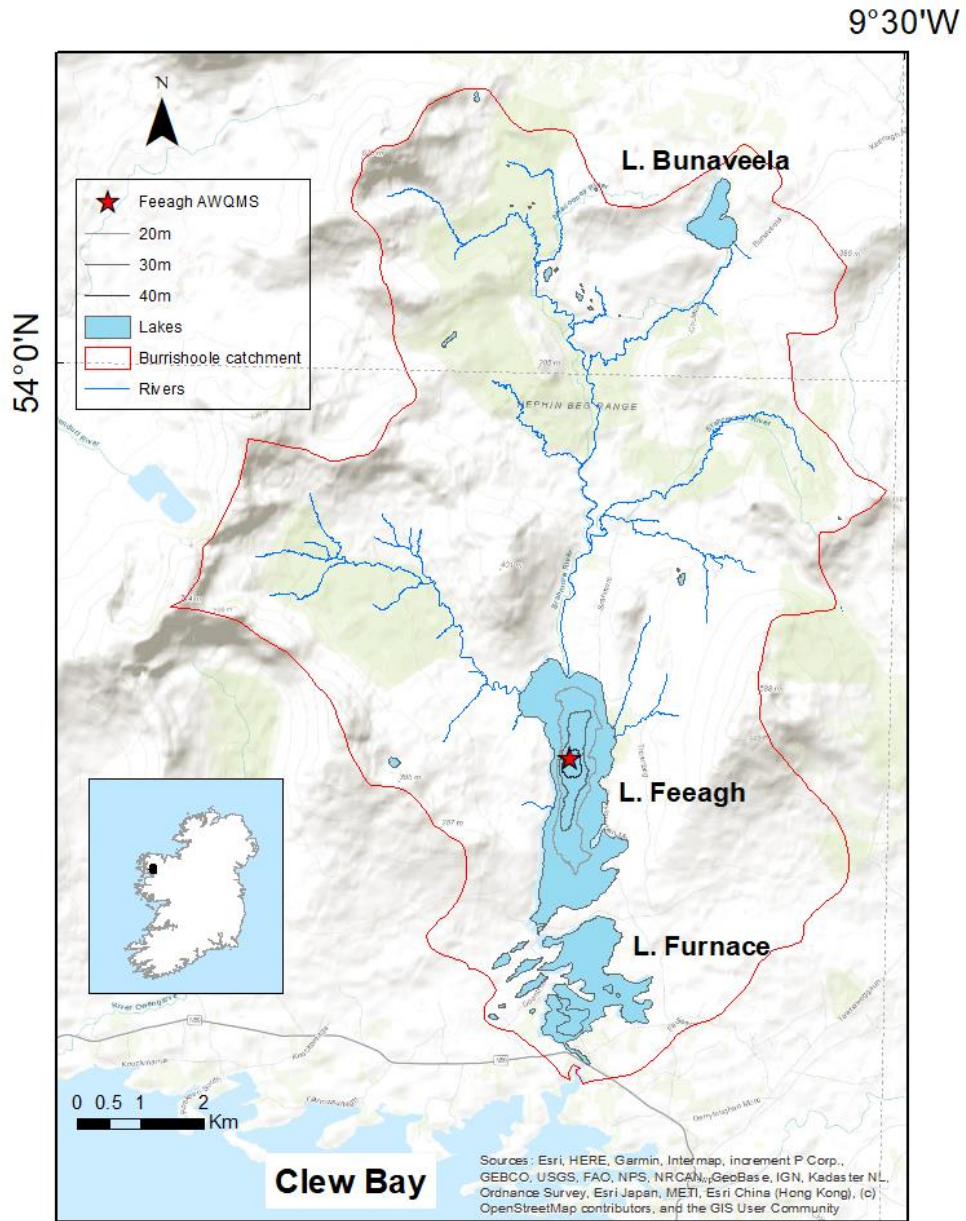 9°30'W
N
L. Bunaveela
Feeagh AWQMS
20m
30m
40m
Lakes
Burrishoole catchment
Rivers
54°0'N
Bunaveela
NEPHIN BEG RANGE
Srahmore River
L. Feeagh
L. Furnace
0 0.5 1 2
Km
Clew Bay
Sources: Esri, HERE, Garmin, Intermap, increment P Corp.,
GEBCO, USGS, FAO, NPS, NRCAN, GeoBase, IGN, Kadaster NL,
Ordnance Survey, Esri Japan, METI, Esri China (Hong Kong), (c)
OpenStreetMap contributors, and the GIS User Community